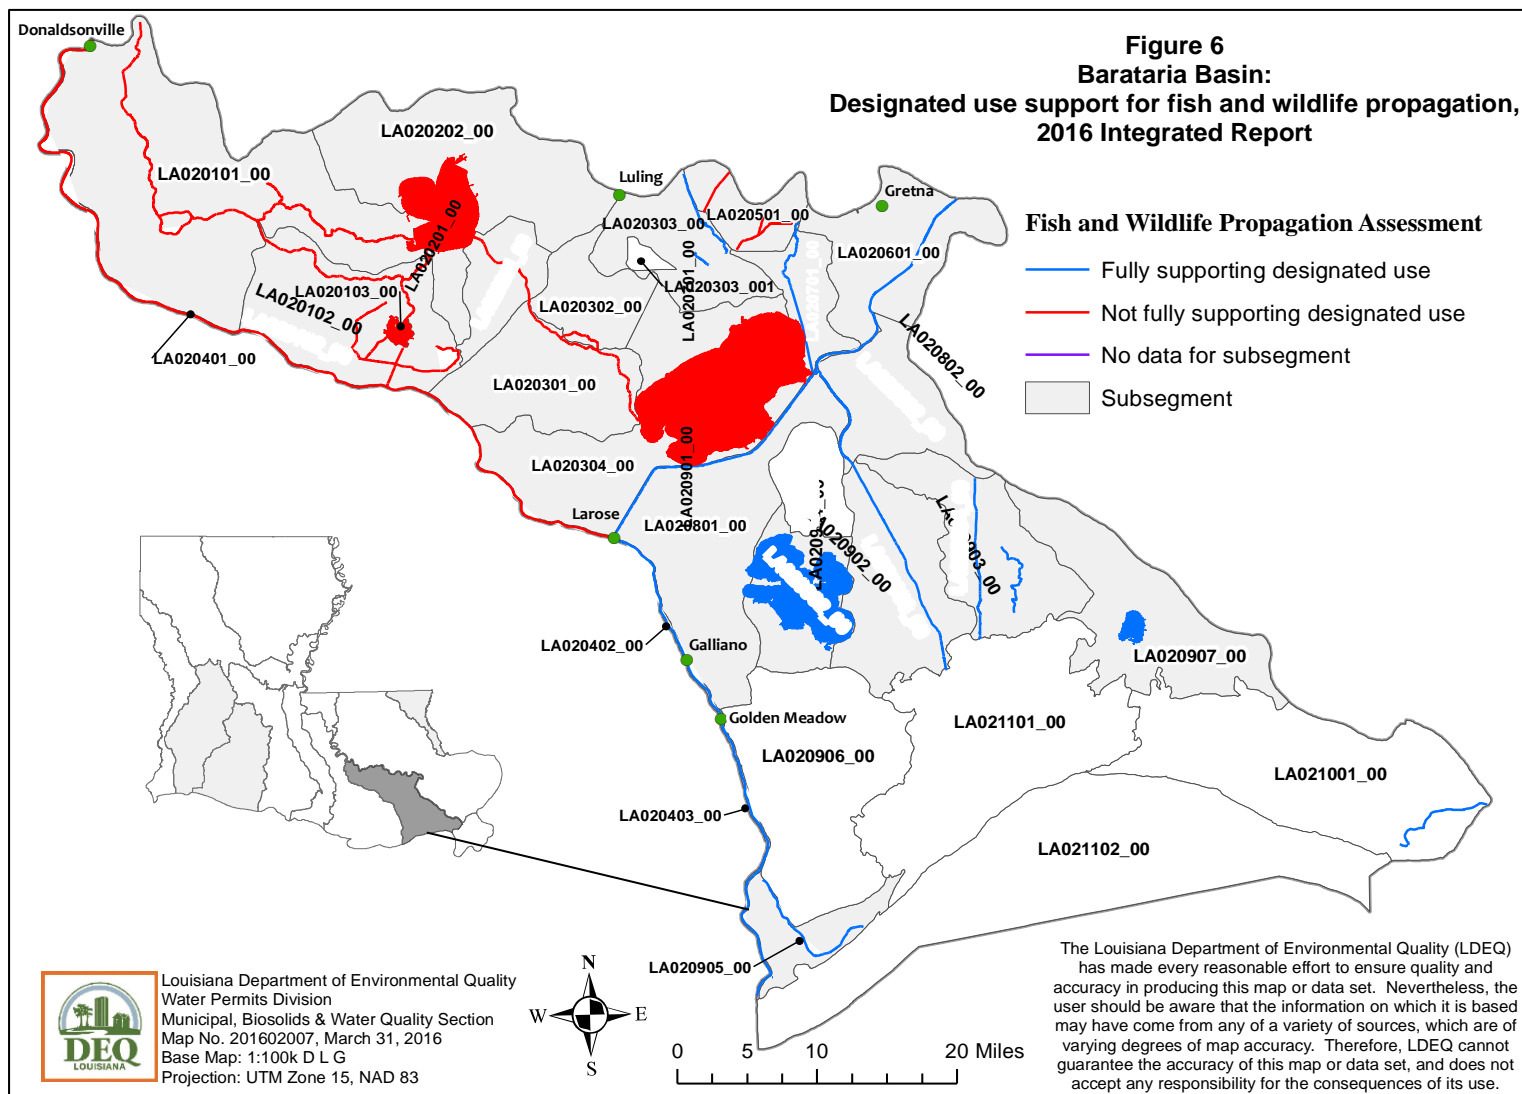 Figure 6
Barataria Basin:
Designated use support for fish and wildlife propagation,
2016 Integrated Report
Donaldsonville
LA020202_00
LA020101_00
Luling
Gretna
LA020303_00
LA020501_00
LA020601_00
LA020201_00
LA020103_00
LA020102_00
LA020401_00
LA020303_001
LA020302_00
LA020701_00
LA020802_00
LA020301_00
LA020304_00
LA020901_00
Larose
LA020801_00
LA020902_00
LA020402_00
Galliano
LA020907_00
Golden Meadow
LA020906_00
LA021101_00
LA021001_00
LA020403_00
LA021102_00
LA020905_00
Fish and Wildlife Propagation Assessment
Fully supporting designated use
Not fully supporting designated use
No data for subsegment
Subsegment
DEQ
LOUISIANA
Louisiana Department of Environmental Quality
Water Permits Division
Municipal, Biosolids & Water Quality Section
Map No. 201602007, March 31, 2016
Base Map: 1:100k D L G
Projection: UTM Zone 15, NAD 83
N
W
E
S
0 5 10 20 Miles
The Louisiana Department of Environmental Quality (LDEQ)
has made every reasonable effort to ensure quality and
accuracy in producing this map or data set. Nevertheless, the
user should be aware that the information on which it is based
may have come from any of a variety of sources, which are of
varying degrees of map accuracy. Therefore, LDEQ cannot
guarantee the accuracy of this map or data set, and does not
accept any responsibility for the consequences of its use.